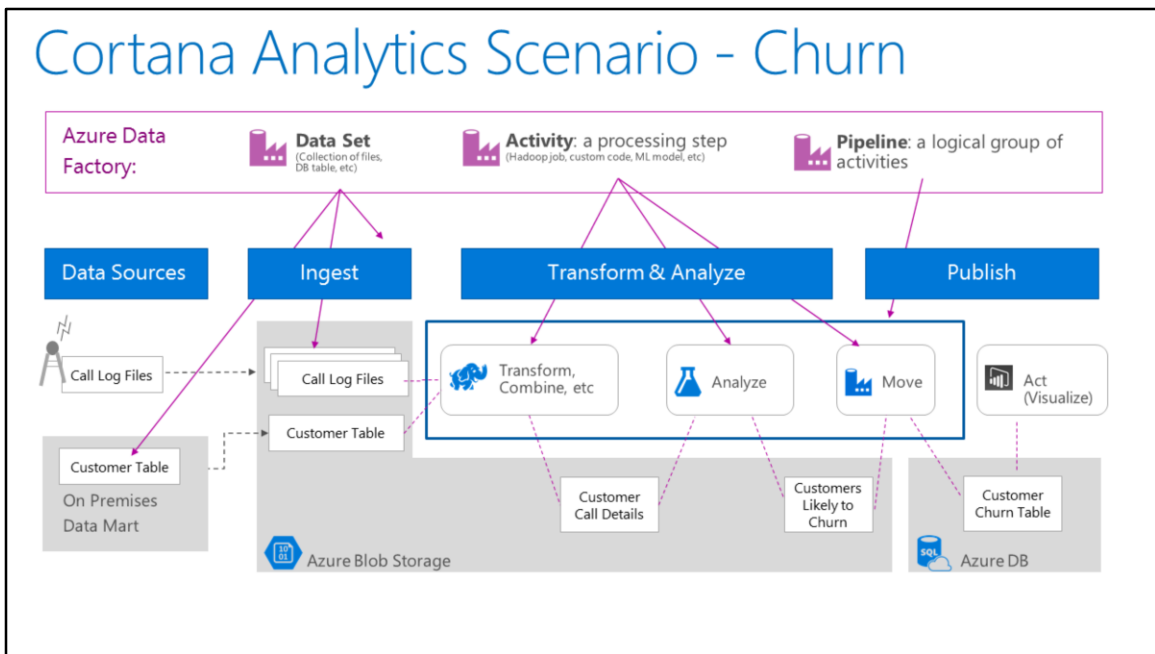 Cortana Analytics Scenario - Churn
Azure Data
Factory:
Data Set
(Collection of files,
DB table, etc)
Activity: a processing step
(Hadoop job, custom code, ML model, etc)
Pipeline: a logical group of
activities
Data Sources
Ingest
Transform & Analyze
Publish
Call Log Files
Call Log Files
Transform,
Combine, etc
Analyze
Move
Act
(Visualize)
Customer Table
Customer Table
On Premises
Data Mart
Customer
Call Details
Customers
Likely to
Churn
Customer
Churn Table
10
01
Azure Blob Storage
SQL
Azure DB